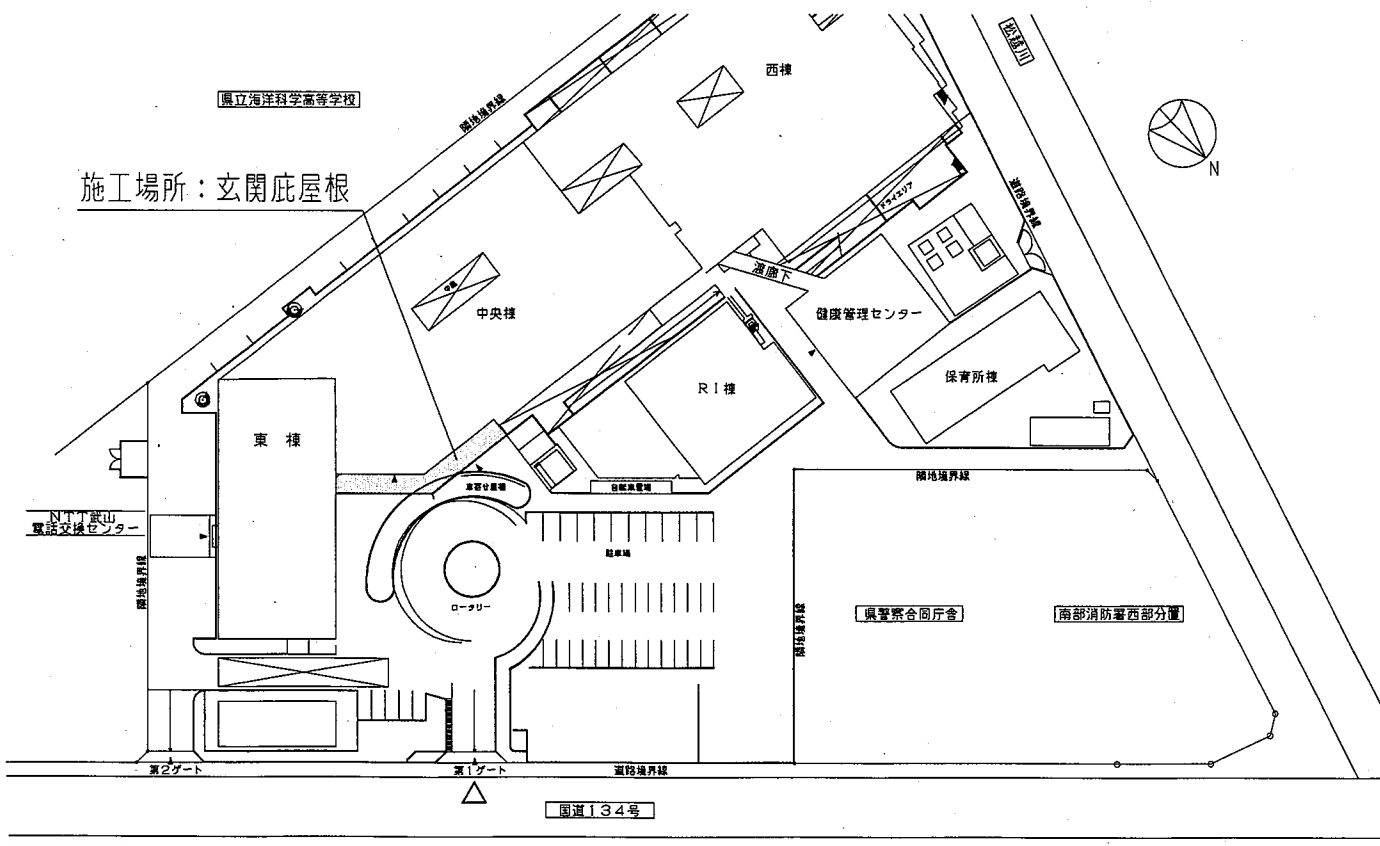 西棟
松越川
県立海洋科学高等学校
隣地境界線
施工場所：玄関庇屋根
N
道路境界線
ドライエリア
渡廊下
中庭
中央棟
健康管理センター
RI棟
保育所棟
東棟
車寄せ屋根
自転車置場
隣地境界線
NTT武山
電話交換センター
駐車場
隣地境界線
ロータリー
隣地境界線
県警察合同庁舎
南部消防署西部分署
第2ゲート
第1ゲート
道路境界線
国道134号